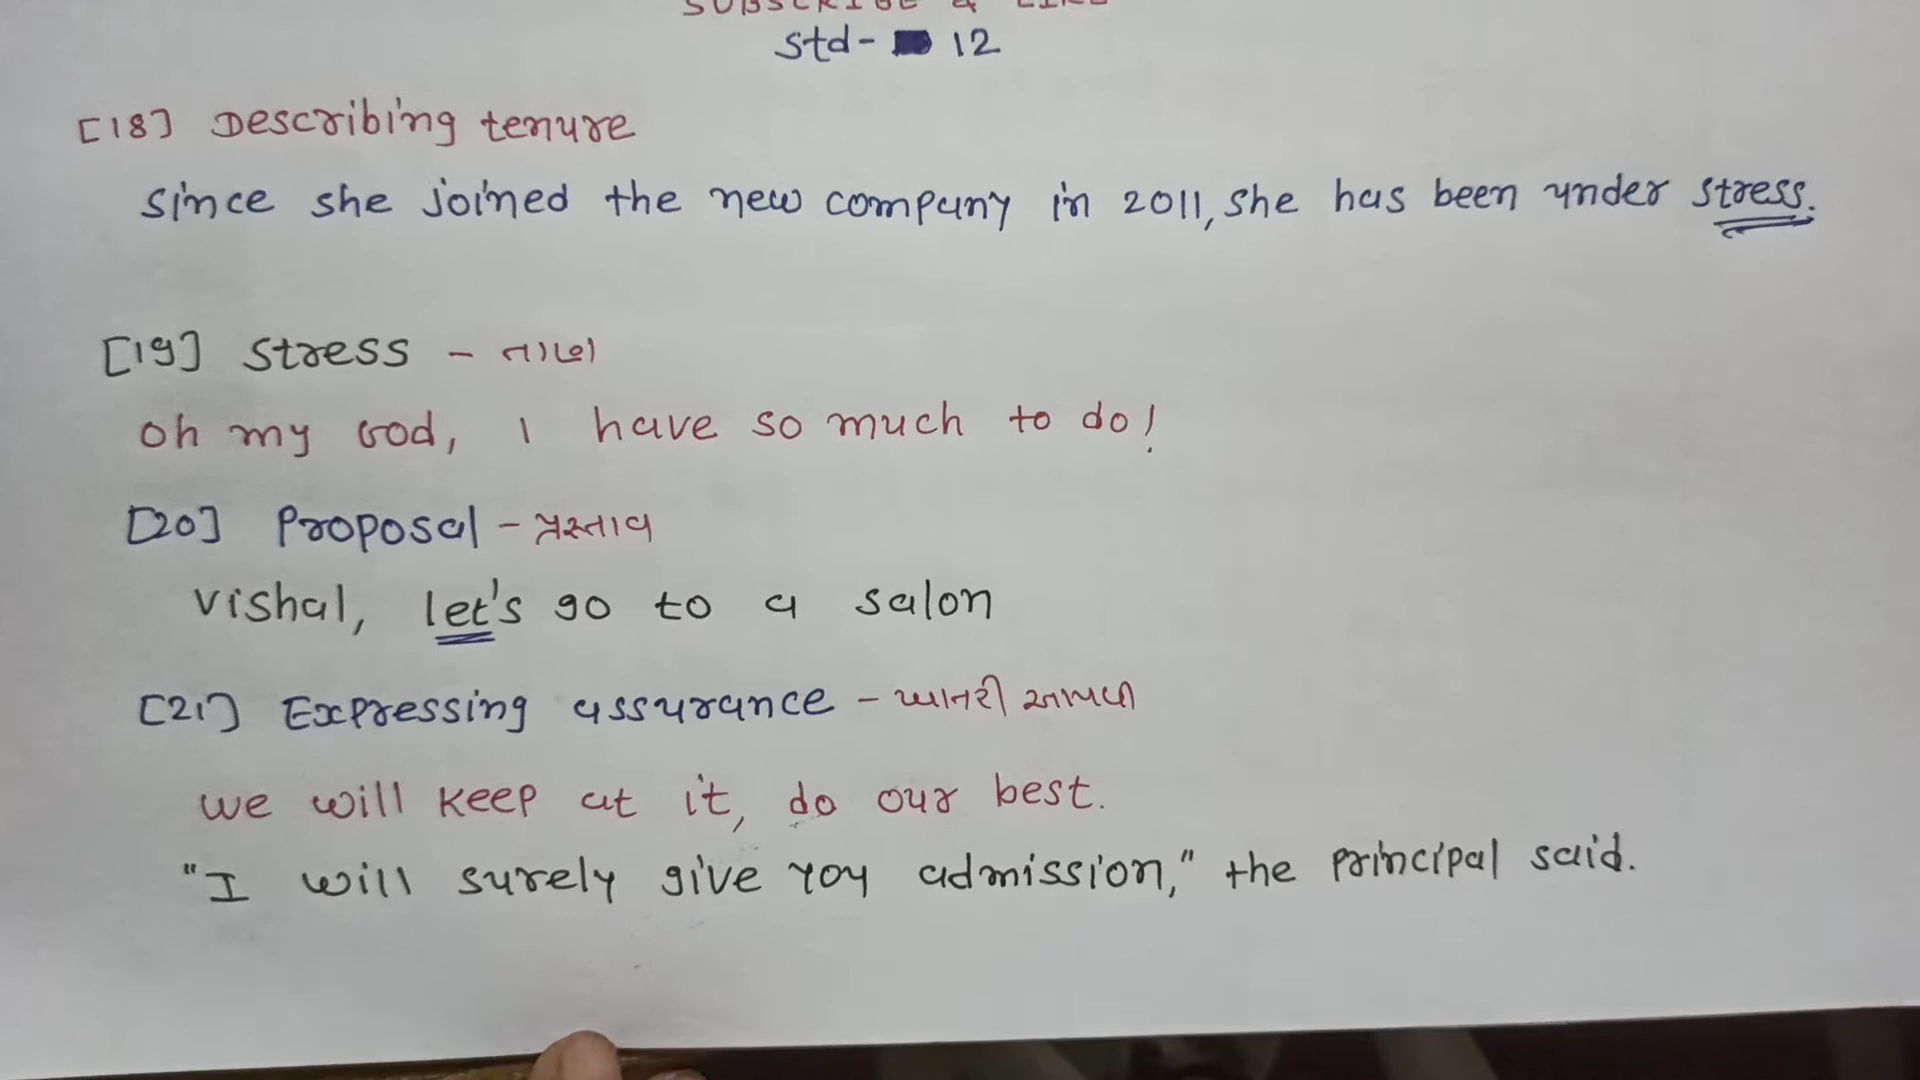 SUBSCRIBE & LIKE
Std- 12
[18] Describing tenure
since she joined the new company in 2011, she has been under stress.
[19] Stress - તાણ
oh my God, I have so much to do!
[20] Proposal - પ્રસ્તાવ
vishal, let's go to a salon
[21] Expressing assurance - ખાતરી આપવી
we will keep at it, do our best.
"I will surely give you admission," the principal said.